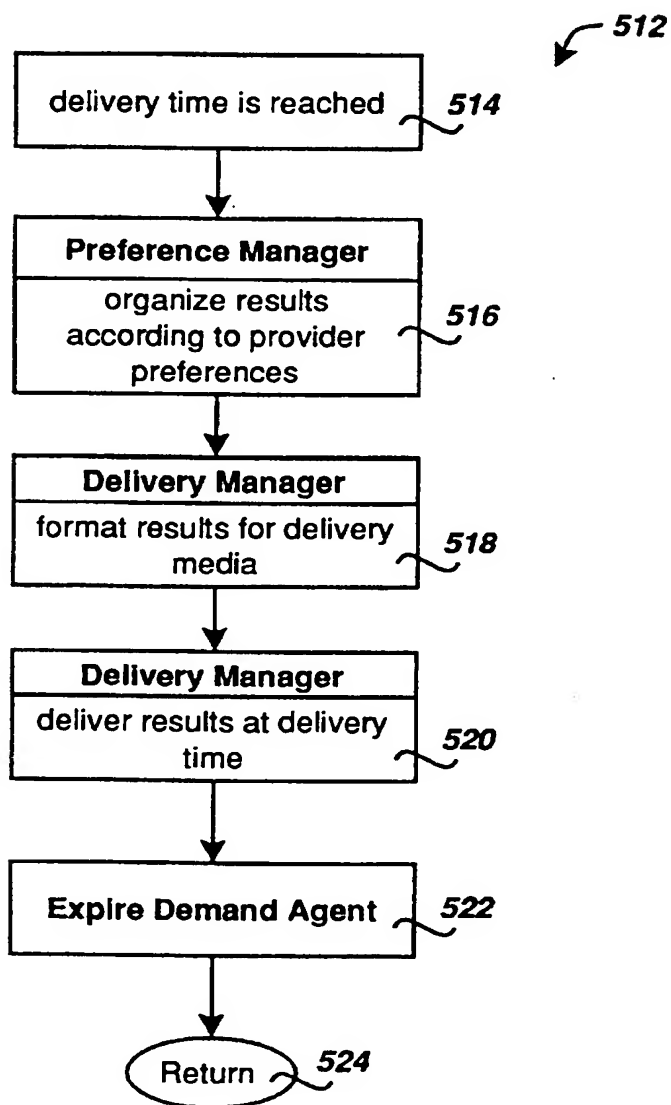 512
delivery time is reached
514
Preference Manager
organize results
according to provider
preferences
516
Delivery Manager
format results for delivery
media
518
Delivery Manager
deliver results at delivery
time
520
Expire Demand Agent
522
Return
524